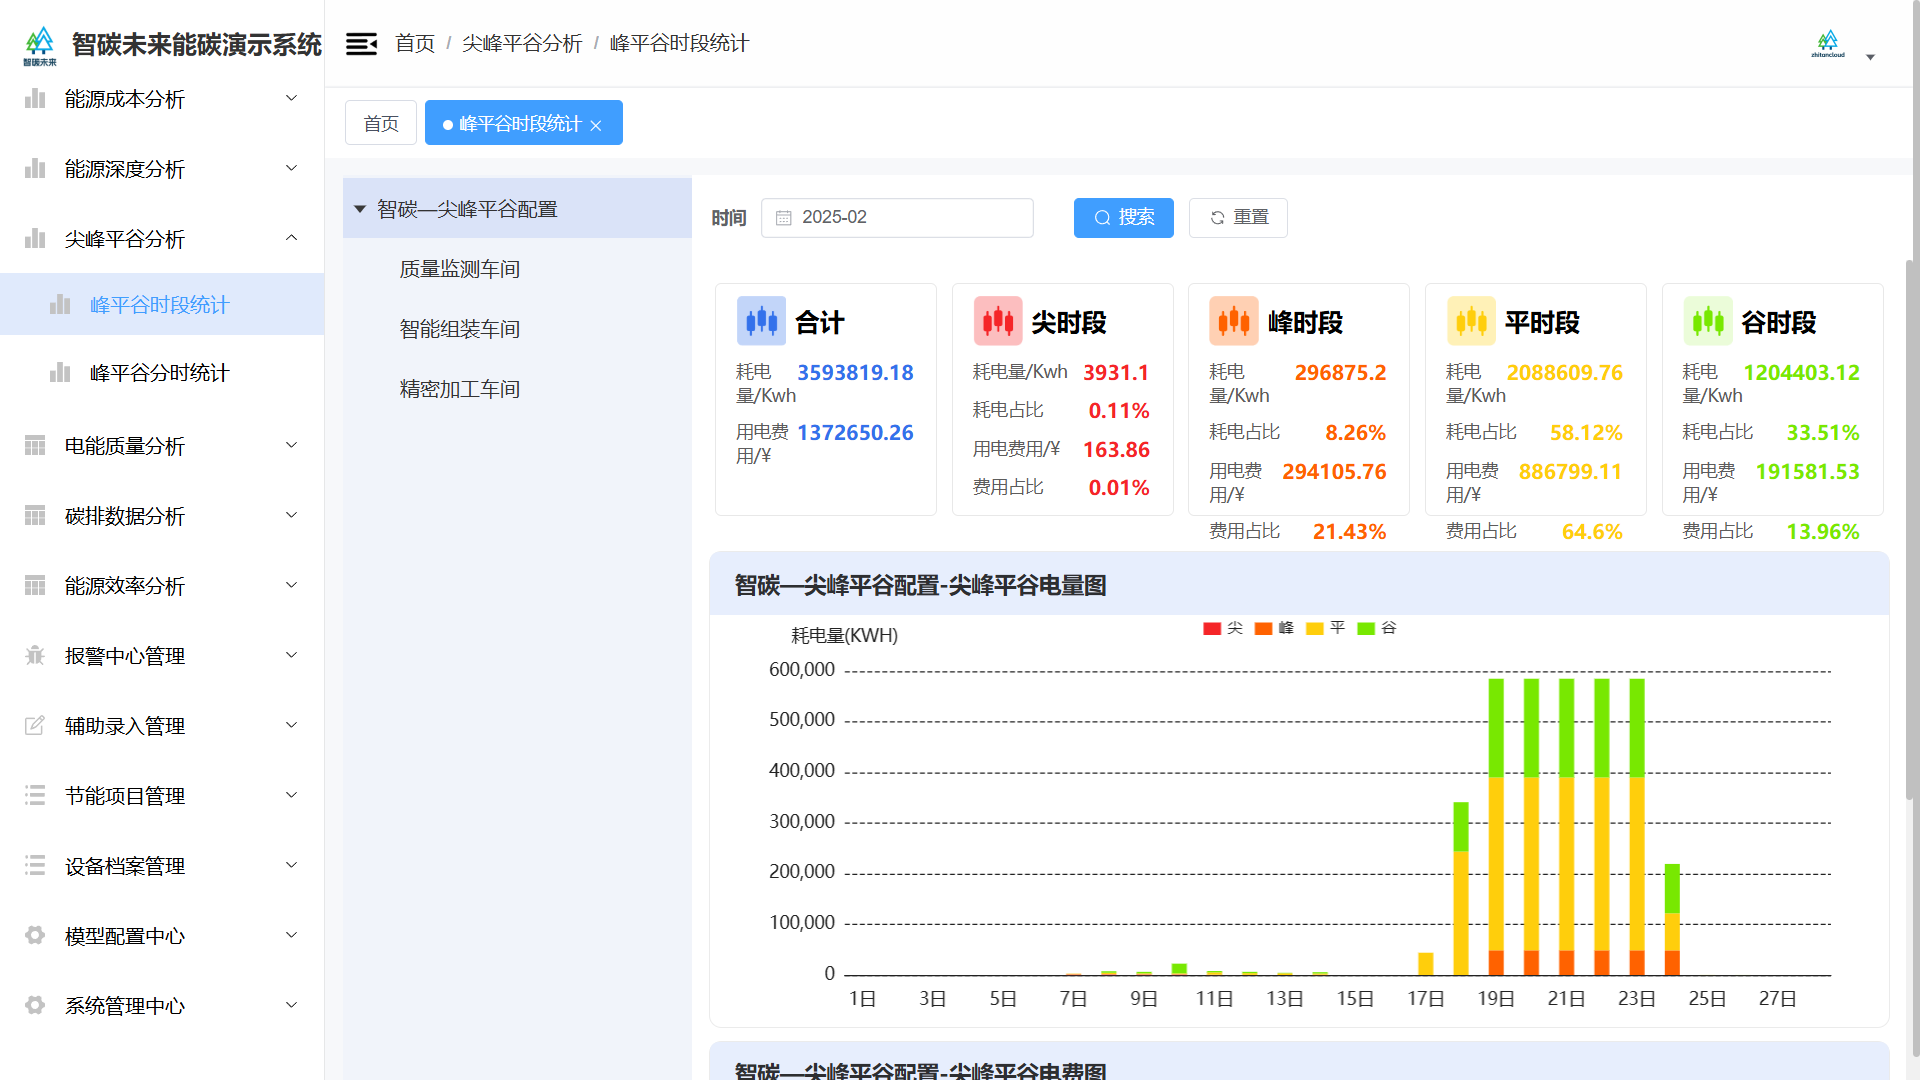 智碳未来
智碳未来能碳演示系统
首页 / 尖峰平谷分析 / 峰平谷时段统计
zhitancloud
能源成本分析
能源深度分析
尖峰平谷分析
峰平谷时段统计
峰平谷分时统计
电能质量分析
碳排数据分析
能源效率分析
报警中心管理
辅助录入管理
节能项目管理
设备档案管理
模型配置中心
系统管理中心
首页
峰平谷时段统计
智碳—尖峰平谷配置
质量监测车间
智能组装车间
精密加工车间
时间 2025-02 搜索 重置
合计
耗电量/Kwh 3593819.18
用电费用/¥ 1372650.26
尖时段
耗电量/Kwh 3931.1
耗电占比 0.11%
用电费用/¥ 163.86
费用占比 0.01%
峰时段
耗电量/Kwh 296875.2
耗电占比 8.26%
用电费用/¥ 294105.76
费用占比 21.43%
平时段
耗电量/Kwh 2088609.76
耗电占比 58.12%
用电费用/¥ 886799.11
费用占比 64.6%
谷时段
耗电量/Kwh 1204403.12
耗电占比 33.51%
用电费用/¥ 191581.53
费用占比 13.96%
智碳—尖峰平谷配置-尖峰平谷电量图
耗电量(KWH)
尖 峰 平 谷
600,000
500,000
400,000
300,000
200,000
100,000
0
1日 3日 5日 7日 9日 11日 13日 15日 17日 19日 21日 23日 25日 27日
智碳—尖峰平谷配置-尖峰平谷电费图